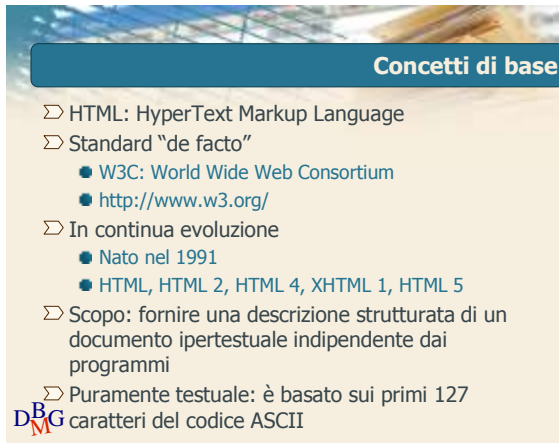 Concetti di base
HTML: HyperText Markup Language
Standard “de facto”
W3C: World Wide Web Consortium
http://www.w3.org/
In continua evoluzione
Nato nel 1991
HTML, HTML 2, HTML 4, XHTML 1, HTML 5
Scopo: fornire una descrizione strutturata di un
documento ipertestuale indipendente dai
programmi
Puramente testuale: è basato sui primi 127
caratteri del codice ASCII
DBMG